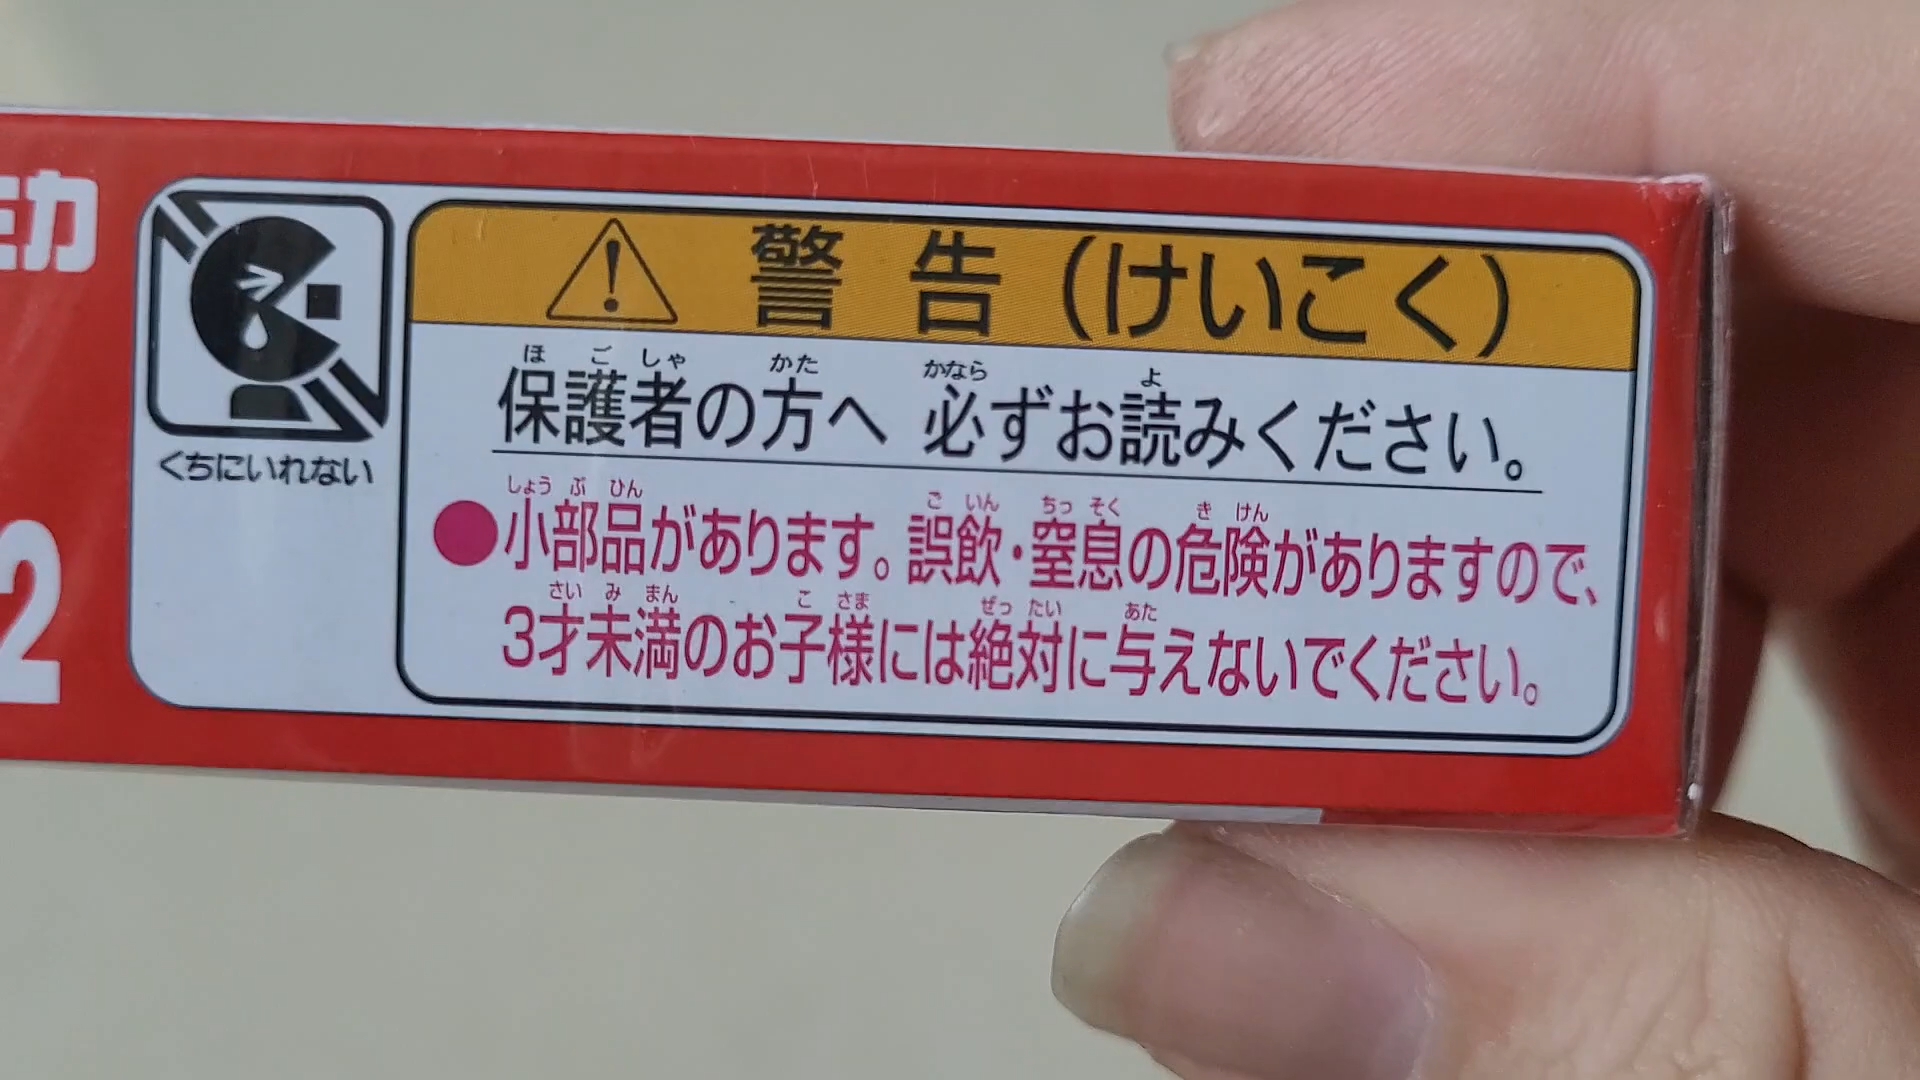 モカ
2
くちにいれない
警告(けいこく)
ほ ご しゃ かた かなら よ
保護者の方へ 必ずお読みください。
しょう ぶ ひん ご いん ちっ そく き けん
●小部品があります。誤飲・窒息の危険がありますので、
さい み まん こ さま ぜっ たい あた
3才未満のお子様には絶対に与えないでください。